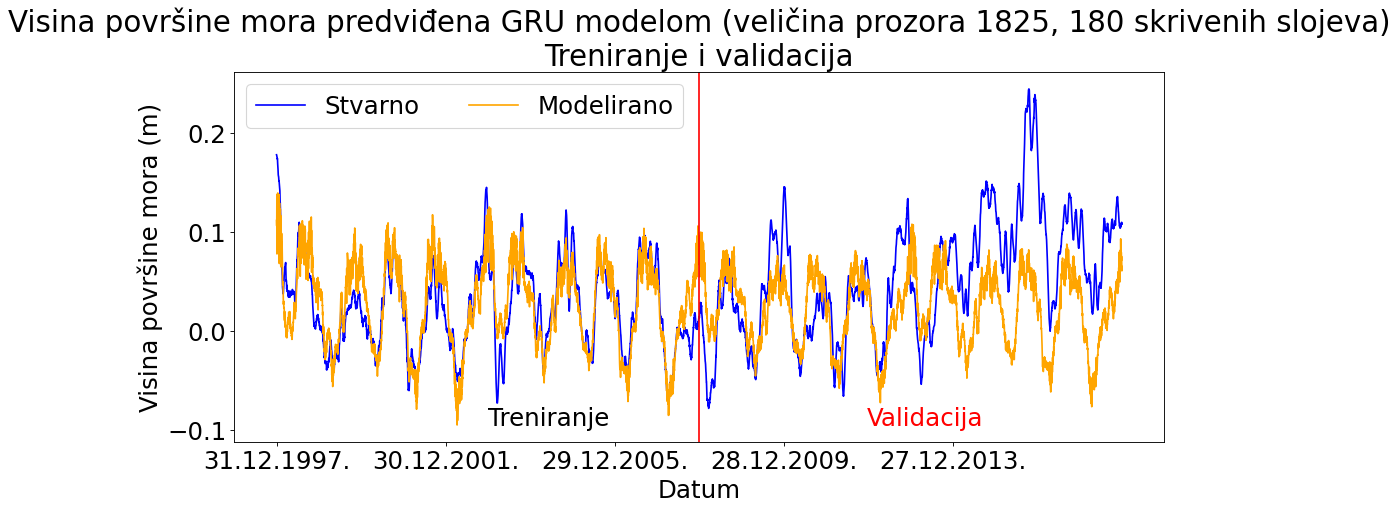 Visina površine mora predviđena GRU modelom (veličina prozora 1825, 180 skrivenih slojeva)
Treniranje i validacija
Stvarno
Modelirano
Visina površine mora (m)
0.2
0.1
0.0
−0.1
Treniranje
Validacija
31.12.1997.
30.12.2001.
29.12.2005.
28.12.2009.
27.12.2013.
Datum